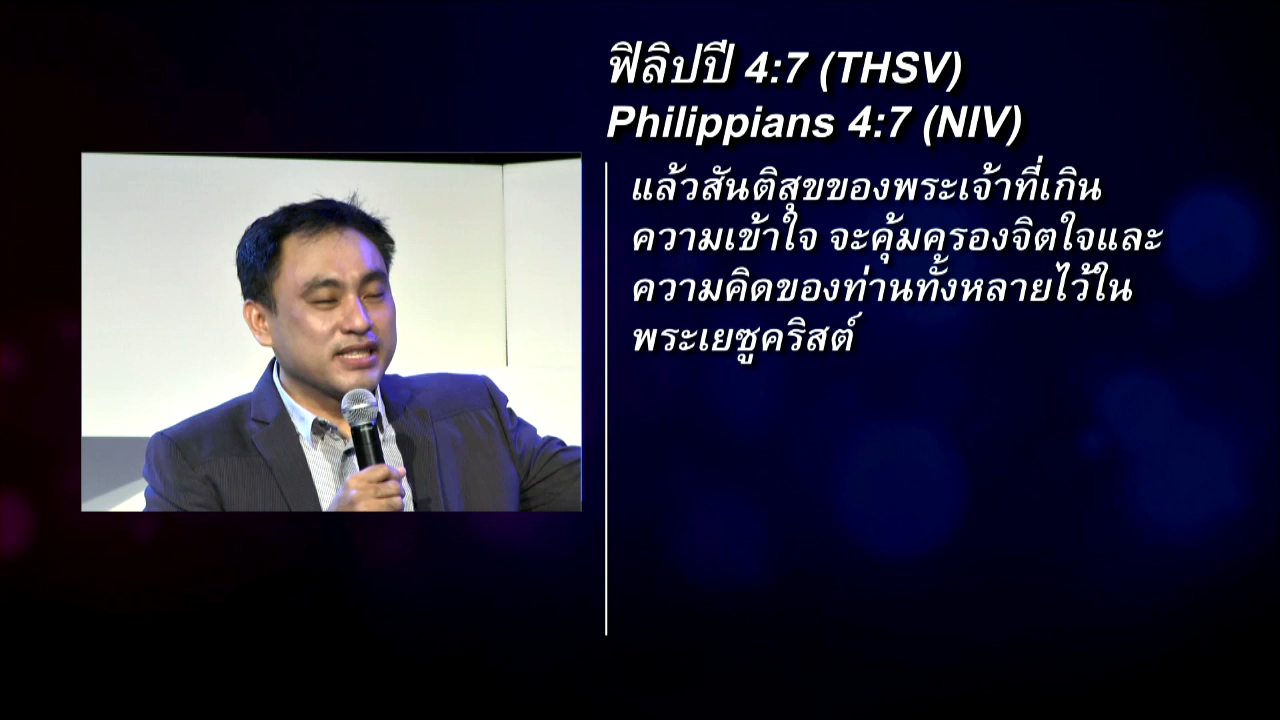 ฟิลิปปี 4:7 (THSV)
Philippians 4:7 (NIV)
แล้วสันติสุขของพระเจ้าที่เกิน
ความเข้าใจ จะคุ้มครองจิตใจและ
ความคิดของท่านทั้งหลายไว้ใน
พระเยซูคริสต์